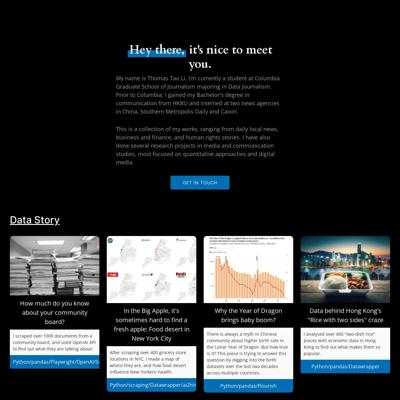 Hey there, it's nice to meet
you.
My name is Thomas Tao Li. I'm currently a student at Columbia
Graduate School of Journalism majoring in Data Journalism.
Prior to Columbia, I gained my Bachelor's degree in
communication from HKBU and interned at two news agencies
in China, Southern Metropolis Daily and Caixin.
This is a collection of my works, ranging from daily local news,
business and finance, and human rights stories. I have also
done several research projects in media and communication
studies, most focused on quantitative approaches and digital
media.
GET IN TOUCH
Data Story
How much do you know
about your community
board?
I scraped over 1000 documents from a
community board, and used OpenAI API
to find out what they are talking about.
Python/pandas/Playwright/OpenAI/S
In the Big Apple, it's
sometimes hard to find a
fresh apple: Food desert in
New York City
After scraping over 400 grocery store
locations in NYC, I made a map of
where they are, and how food desert
influence New Yorkers' health.
Python/scraping/Datawrapper/ai2htm
Why the Year of Dragon
brings baby boom?
There is always a myth in Chinese
community about higher birth rate in
the Lunar Year of Dragon. But how true
is it? This piece is trying to answer this
question by digging into the birth
datasets over the last two decades
across multiple countries.
Python/pandas/Flourish
Data behind Hong Kong's
"Rice with two sides" craze
I analysed over 400 "two-dish rice"
places with economic data in Hong
Kong to find out what makes them so
popular.
Python/pandas/Datawrapper